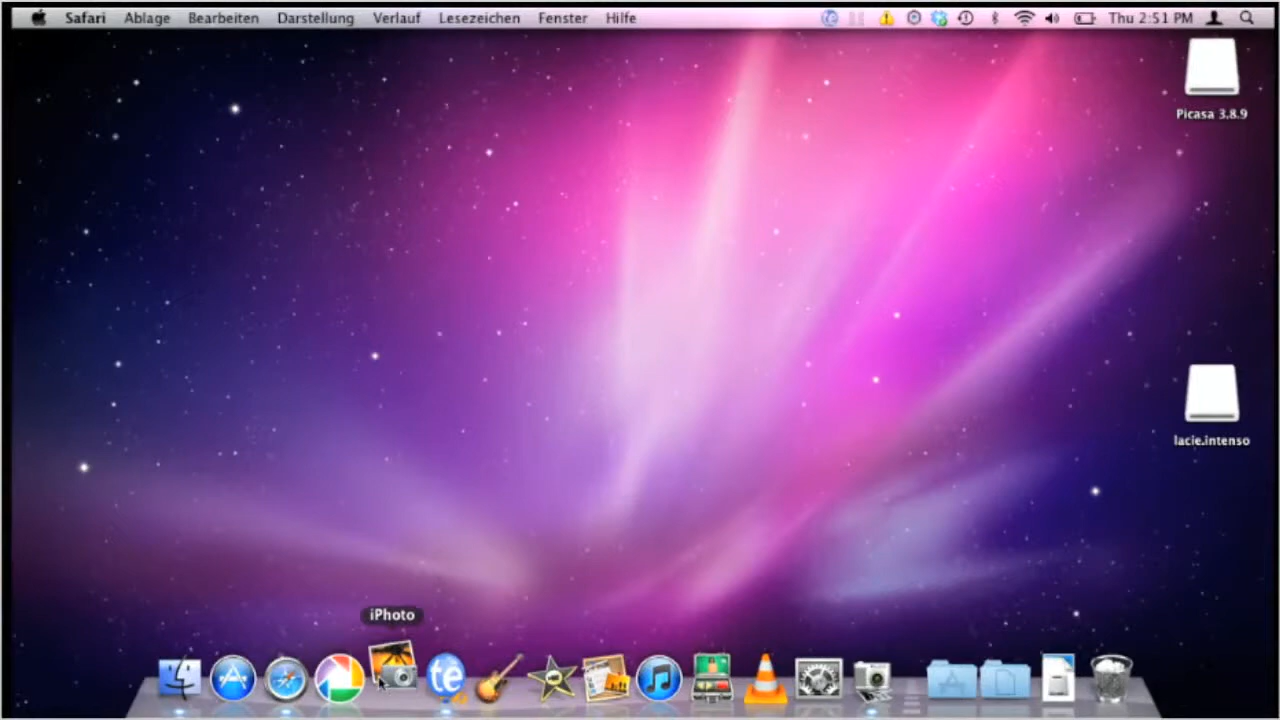 Safari Ablage Bearbeiten Darstellung Verlauf Lesezeichen Fenster Hilfe Thu 2:51 PM
Picasa 3.8.9
lacie.intenso
iPhoto
te